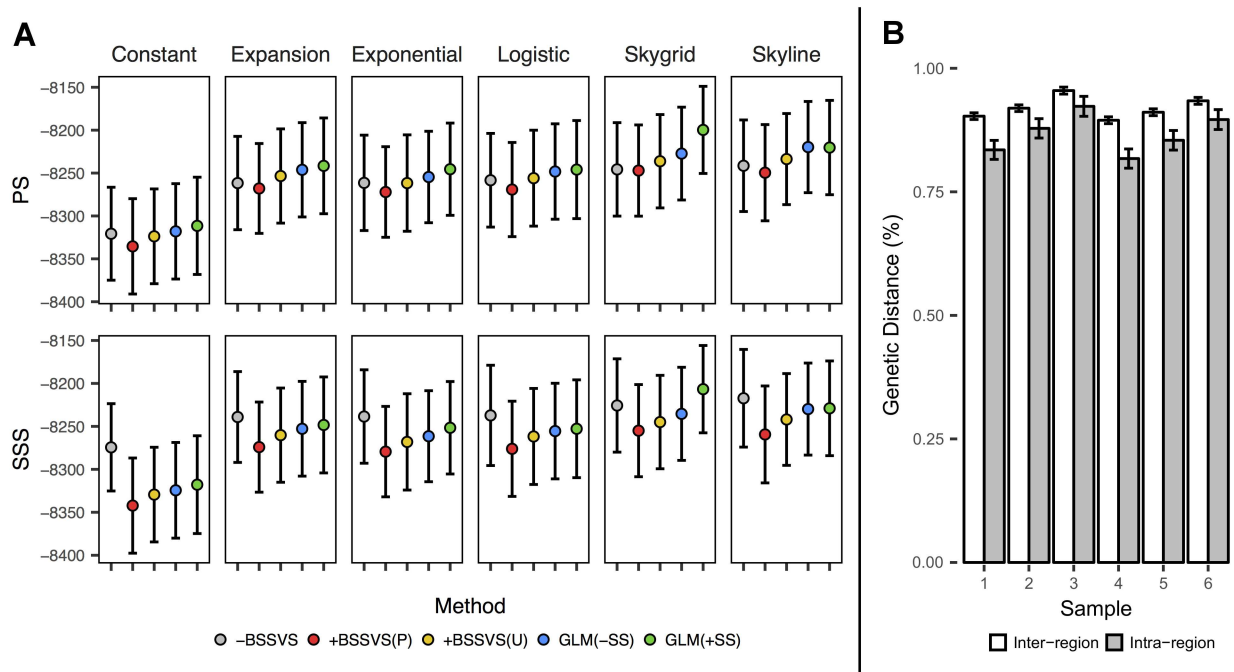 A
Constant Expansion Exponential Logistic Skygrid Skyline
PS
−8150
−8200
−8250
−8300
−8350
−8400
SSS
−8150
−8200
−8250
−8300
−8350
−8400
Method
−BSSVS +BSSVS(P) +BSSVS(U) GLM(−SS) GLM(+SS)
B
Genetic Distance (%)
1.00
0.75
0.50
0.25
0.00
1 2 3 4 5 6
Sample
Inter-region Intra-region